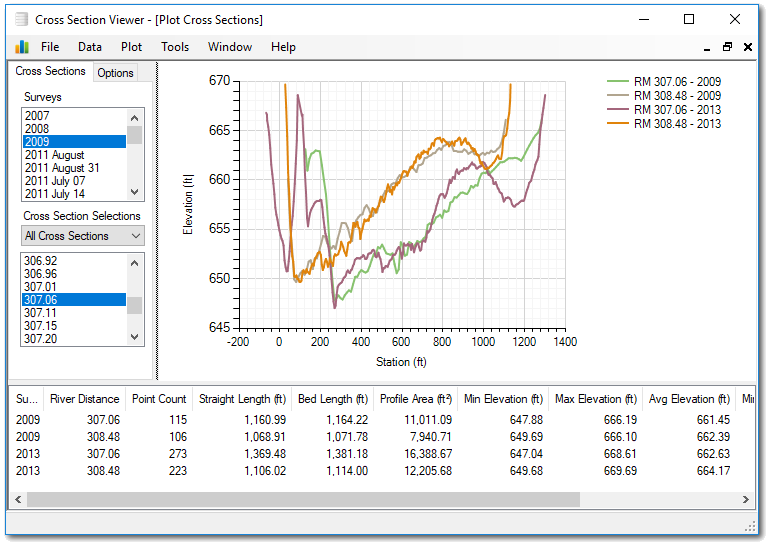 Cross Section Viewer - [Plot Cross Sections]
File Data Plot Tools Window Help
Cross Sections Options
Surveys
2007
2008
2009
2011 August
2011 August 31
2011 July 07
2011 July 14
Cross Section Selections
All Cross Sections
306.92
306.96
307.01
307.06
307.11
307.15
307.20
Elevation (ft)
670
665
660
655
650
645
-200 0 200 400 600 800 1000 1200 1400
Station (ft)
RM 307.06 - 2009
RM 308.48 - 2009
RM 307.06 - 2013
RM 308.48 - 2013
Su... River Distance Point Count Straight Length (ft) Bed Length (ft) Profile Area (ft²) Min Elevation (ft) Max Elevation (ft) Avg Elevation (ft) Mi
2009 307.06 115 1,160.99 1,164.22 11,011.09 647.88 666.19 661.45
2009 308.48 106 1,068.91 1,071.78 7,940.71 649.69 666.10 662.39
2013 307.06 273 1,369.48 1,381.18 16,388.67 647.04 668.61 662.63
2013 308.48 223 1,106.02 1,114.00 12,205.68 649.68 669.69 664.17